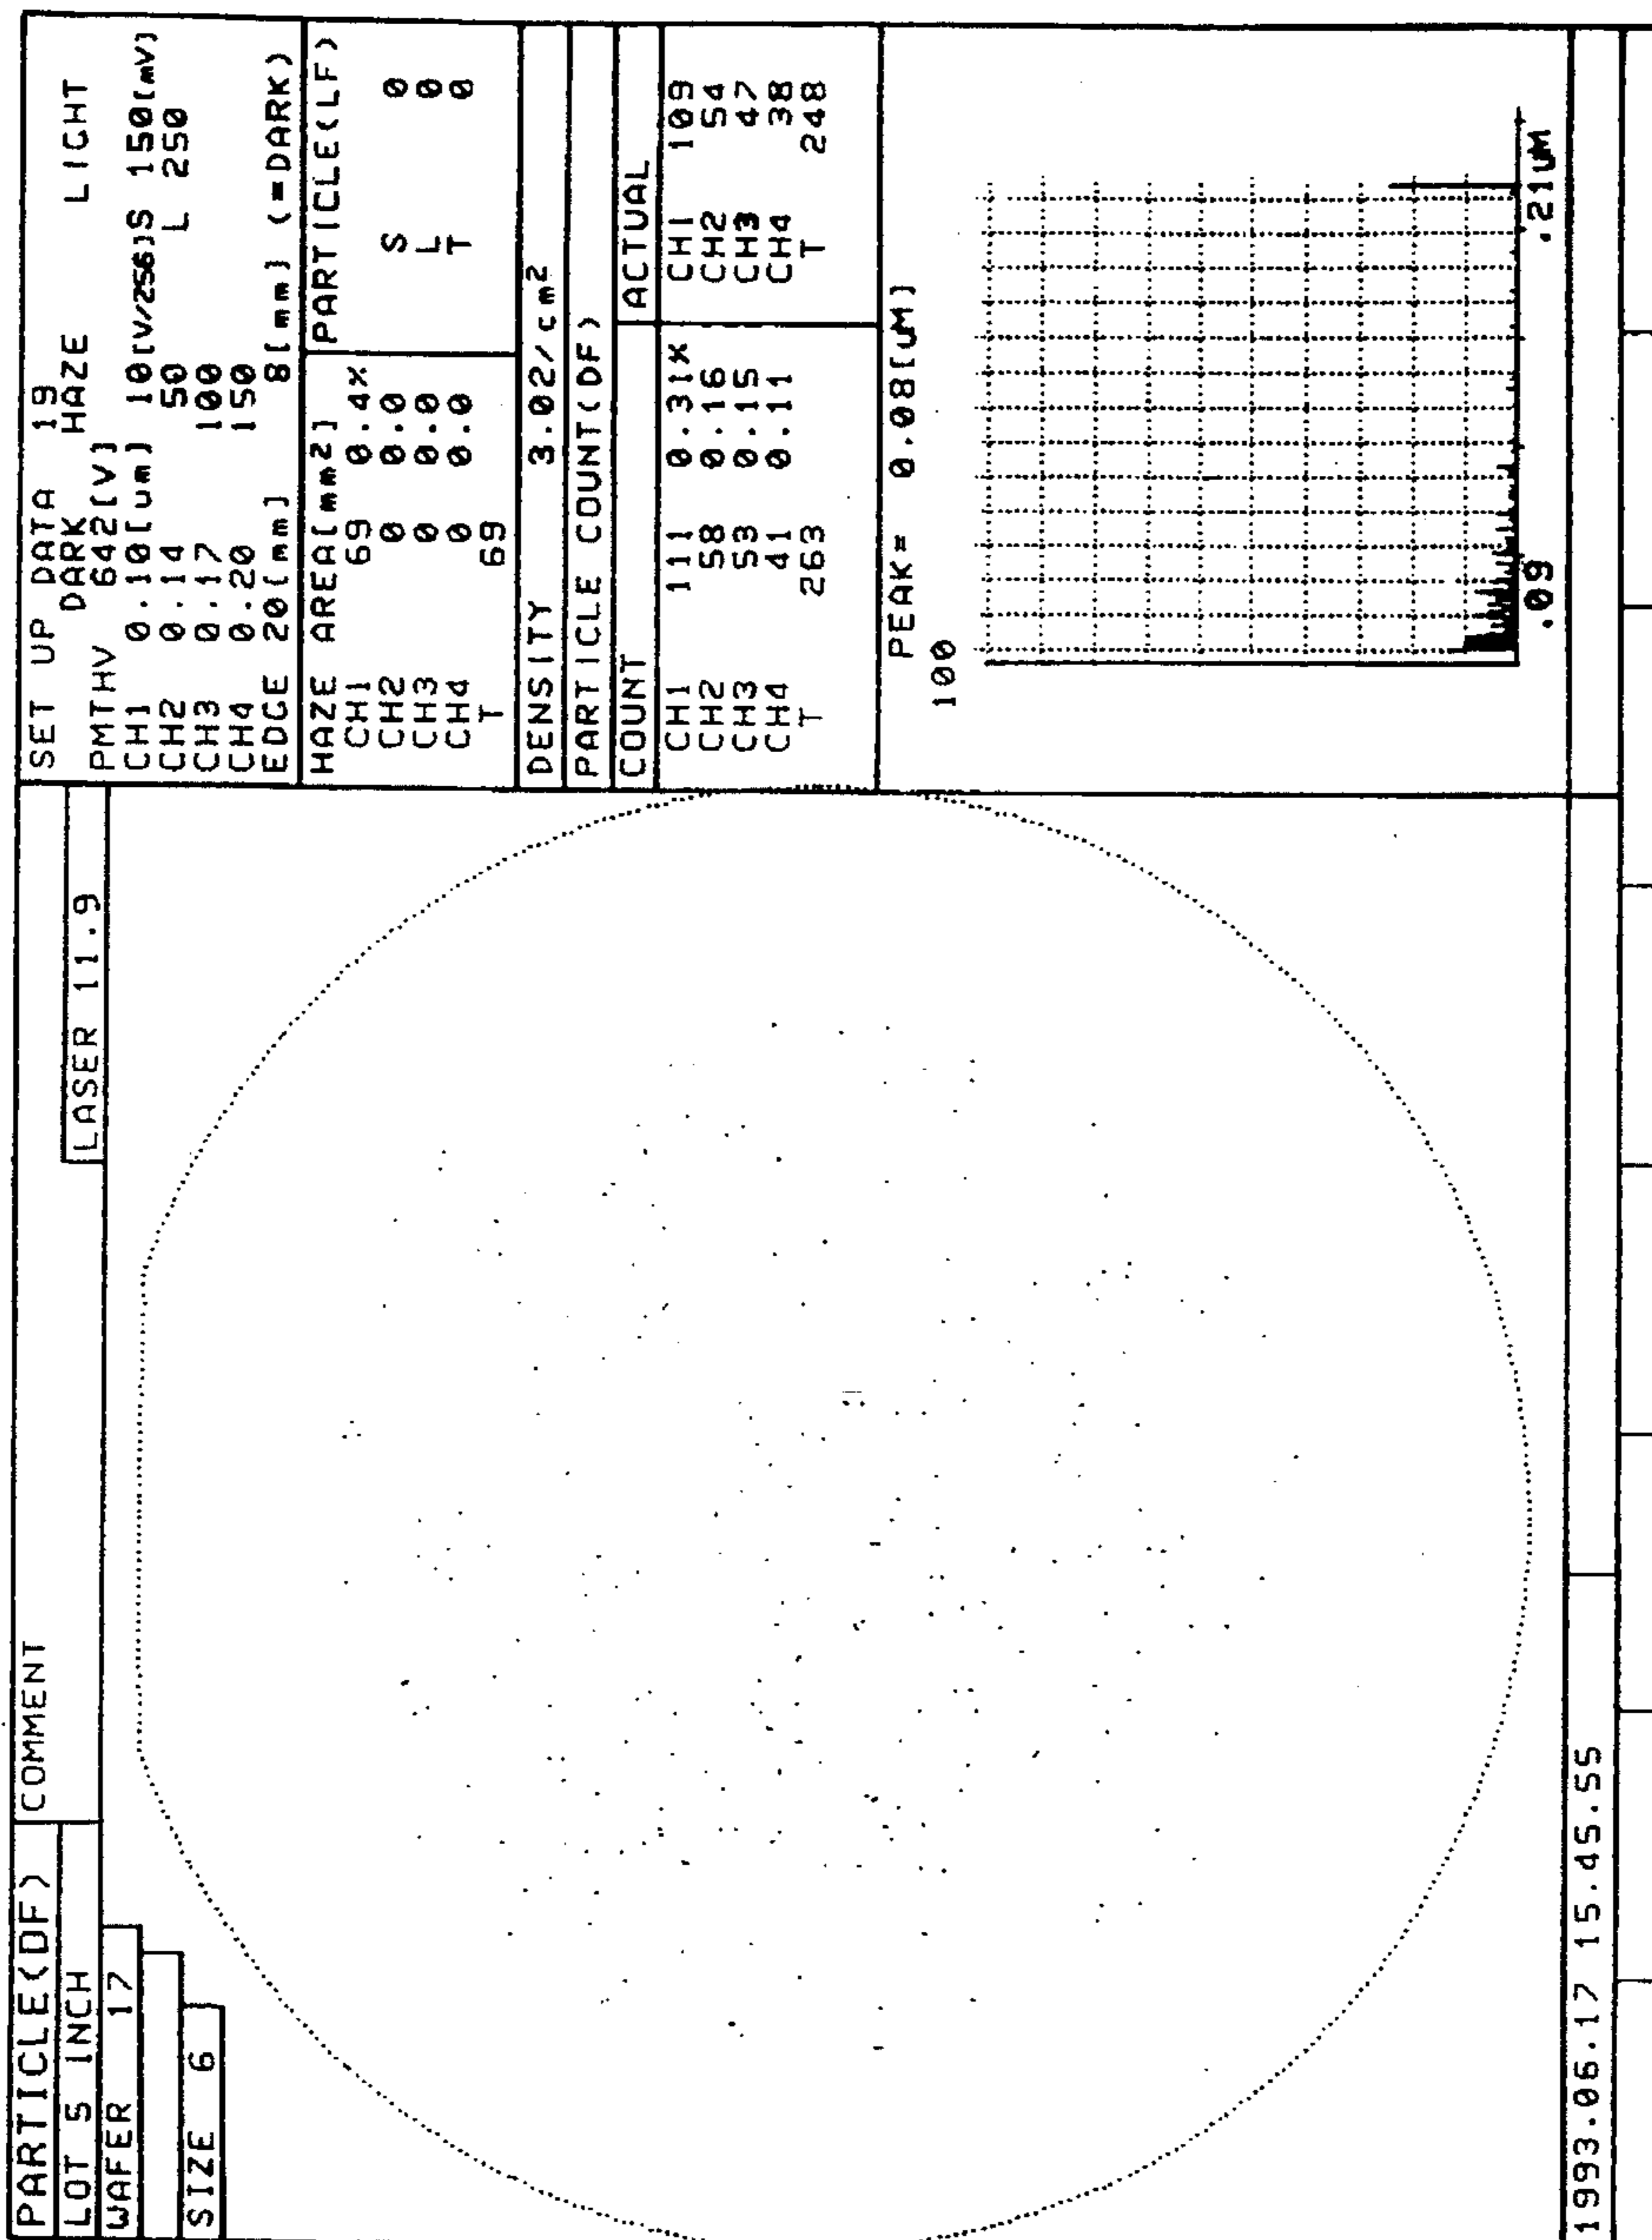 PARTICLE(DF)
COMMENT
LOT 5 INCH
LASER 11.9
WAFER 17
SIZE 6
SET UP DATA 19
DARK HAZE LIGHT
PMTHV 642[V]
CH1 0.10[um] 10[V/256]S 150[mV]
CH2 0.14 50 L 250
CH3 0.17 100
CH4 0.20 150
EDGE 20[mm] 8[mm] (=DARK)
HAZE AREA[mm2] PARTICLE(LF)
CH1 69 0.4% S 0
CH2 0 0.0 L 0
CH3 0 0.0 T 0
CH4 0 0.0
T 69
DENSITY 3.02/cm2
PARTICLE COUNT(DF)
COUNT ACTUAL
CH1 111 0.31% CH1 109
CH2 58 0.16 CH2 54
CH3 53 0.15 CH3 47
CH4 41 0.11 CH4 38
T 263 T 248
PEAK= 0.08[uM]
100
.09 .21UM
1993.06.17 15.45.55